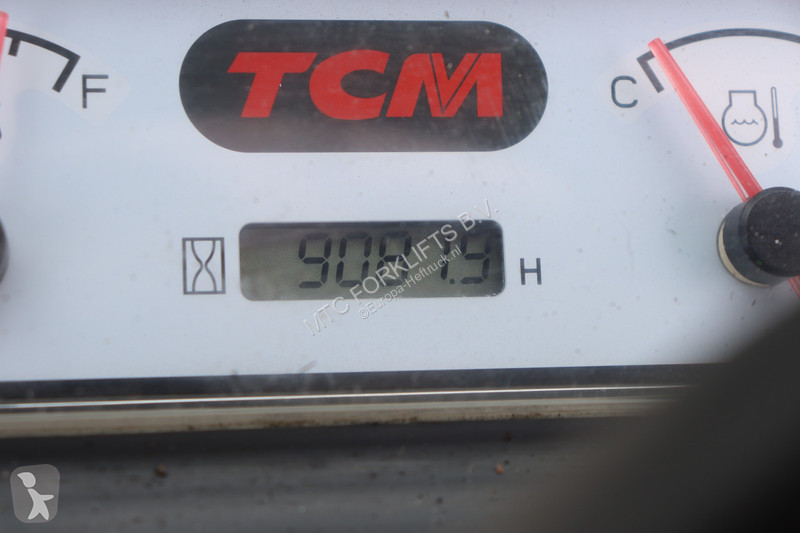 TCM
F
C
9081.9 H
MTC FORKLIFTS B.V.
©Europa-Heftruck.nl